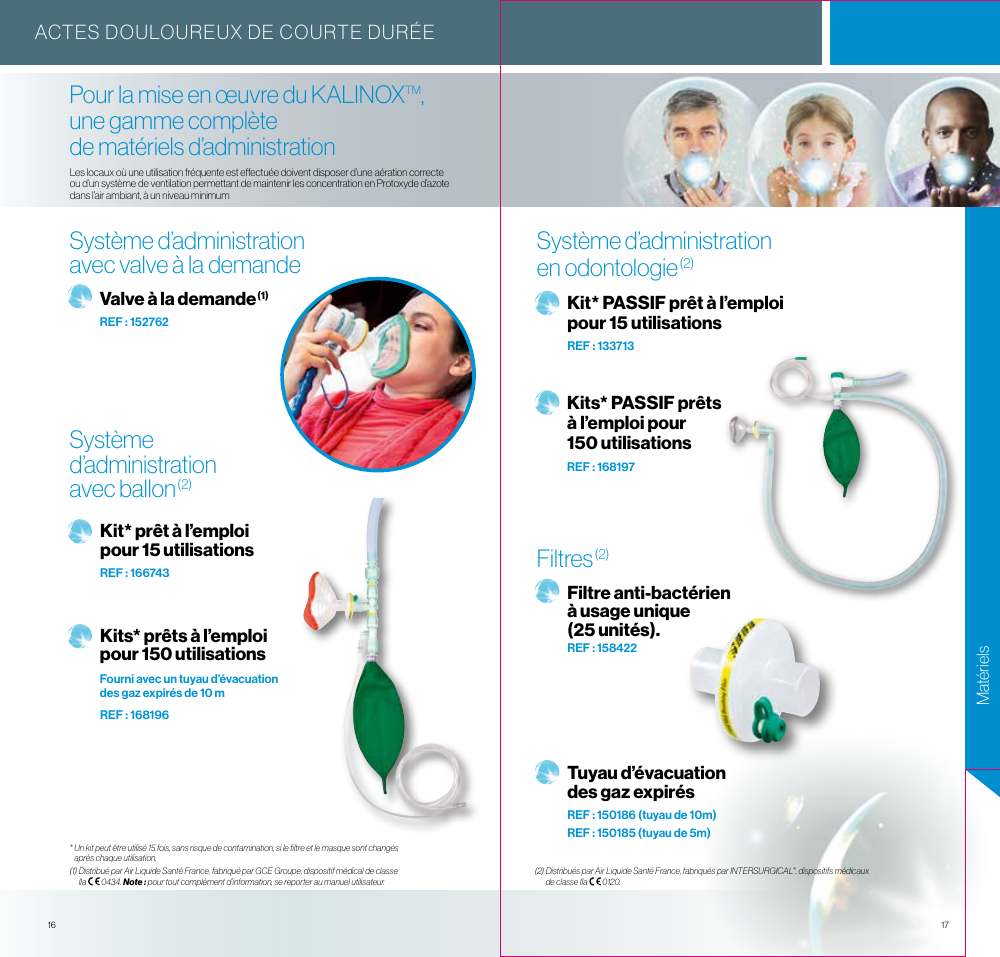 ACTES DOULOUREUX DE COURTE DURÉE
Pour la mise en œuvre du KALINOX™,
une gamme complète
de matériels d'administration
Les locaux où une utilisation fréquente est effectuée doivent disposer d'une aération correcte
ou d'un système de ventilation permettant de maintenir les concentration en Protoxyde d'azote
dans l'air ambiant, à un niveau minimum
Système d'administration
avec valve à la demande
Valve à la demande (1)
REF : 152762
Système
d'administration
avec ballon (2)
Kit* prêt à l'emploi
pour 15 utilisations
REF : 166743
Kits* prêts à l'emploi
pour 150 utilisations
Fourni avec un tuyau d'évacuation
des gaz expirés de 10 m
REF : 168196
* Un kit peut être utilisé 15 fois, sans risque de contamination, si le filtre et le masque sont changés
après chaque utilisation.
(1) Distribué par Air Liquide Santé France, fabriqué par GCE Groupe, dispositif médical de classe
IIa CE 0434. Note : pour tout complément d'information, se reporter au manuel utilisateur.
16
Système d'administration
en odontologie (2)
Kit* PASSIF prêt à l'emploi
pour 15 utilisations
REF : 133713
Kits* PASSIF prêts
à l'emploi pour
150 utilisations
REF : 168197
Filtres (2)
Filtre anti-bactérien
à usage unique
(25 unités).
REF : 158422
Tuyau d'évacuation
des gaz expirés
REF : 150186 (tuyau de 10m)
REF : 150185 (tuyau de 5m)
(2) Distribués par Air Liquide Santé France, fabriqués par INTERSURGICAL®, dispositifs médicaux
de classe IIa CE 0120.
17
Matériels